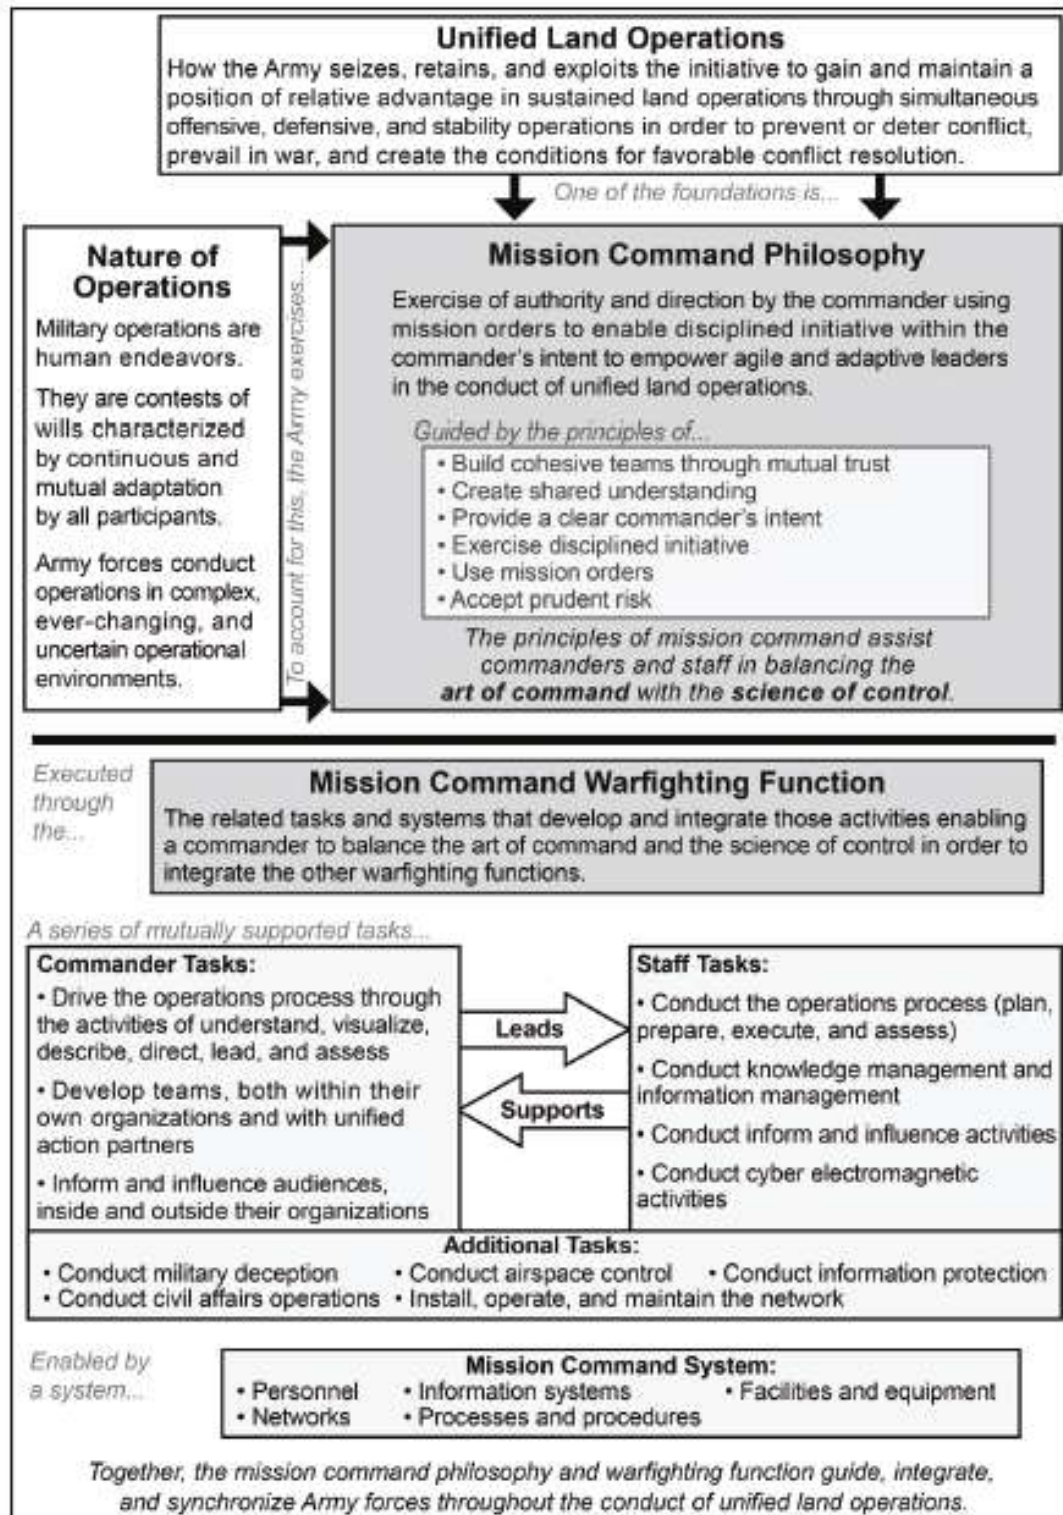 Unified Land Operations
How the Army seizes, retains, and exploits the initiative to gain and maintain a
position of relative advantage in sustained land operations through simultaneous
offensive, defensive, and stability operations in order to prevent or deter conflict,
prevail in war, and create the conditions for favorable conflict resolution.
One of the foundations is...
Nature of
Operations
Military operations are
human endeavors.
They are contests of
wills characterized
by continuous and
mutual adaptation
by all participants.
Army forces conduct
operations in complex,
ever-changing, and
uncertain operational
environments.
To account for this, the Army exercises...
Mission Command Philosophy
Exercise of authority and direction by the commander using
mission orders to enable disciplined initiative within the
commander's intent to empower agile and adaptive leaders
in the conduct of unified land operations.
Guided by the principles of...
• Build cohesive teams through mutual trust
• Create shared understanding
• Provide a clear commander's intent
• Exercise disciplined initiative
• Use mission orders
• Accept prudent risk
The principles of mission command assist
commanders and staff in balancing the
art of command with the science of control.
Executed
through
the...
Mission Command Warfighting Function
The related tasks and systems that develop and integrate those activities enabling
a commander to balance the art of command and the science of control in order to
integrate the other warfighting functions.
A series of mutually supported tasks...
Commander Tasks:
• Drive the operations process through
the activities of understand, visualize,
describe, direct, lead, and assess
• Develop teams, both within their
own organizations and with unified
action partners
• Inform and influence audiences,
inside and outside their organizations
Leads
Supports
Staff Tasks:
• Conduct the operations process (plan,
prepare, execute, and assess)
• Conduct knowledge management and
information management
• Conduct inform and influence activities
• Conduct cyber electromagnetic
activities
Additional Tasks:
• Conduct military deception • Conduct airspace control • Conduct information protection
• Conduct civil affairs operations • Install, operate, and maintain the network
Enabled by
a system...
Mission Command System:
• Personnel • Information systems • Facilities and equipment
• Networks • Processes and procedures
Together, the mission command philosophy and warfighting function guide, integrate,
and synchronize Army forces throughout the conduct of unified land operations.